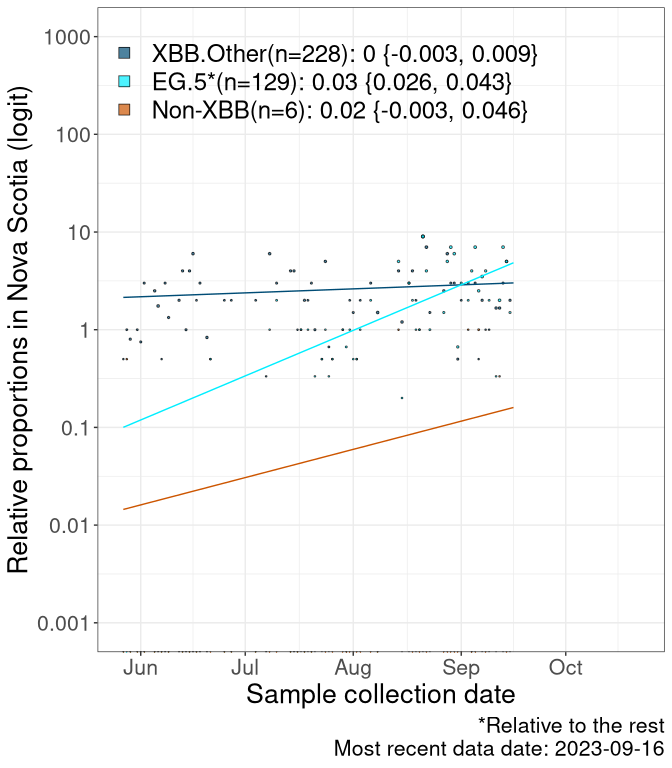 XBB.Other(n=228): 0 {-0.003, 0.009}
EG.5*(n=129): 0.03 {0.026, 0.043}
Non-XBB(n=6): 0.02 {-0.003, 0.046}
Relative proportions in Nova Scotia (logit)
1000
100
10
1
0.1
0.01
0.001
Jun Jul Aug Sep Oct
Sample collection date
*Relative to the rest
Most recent data date: 2023-09-16